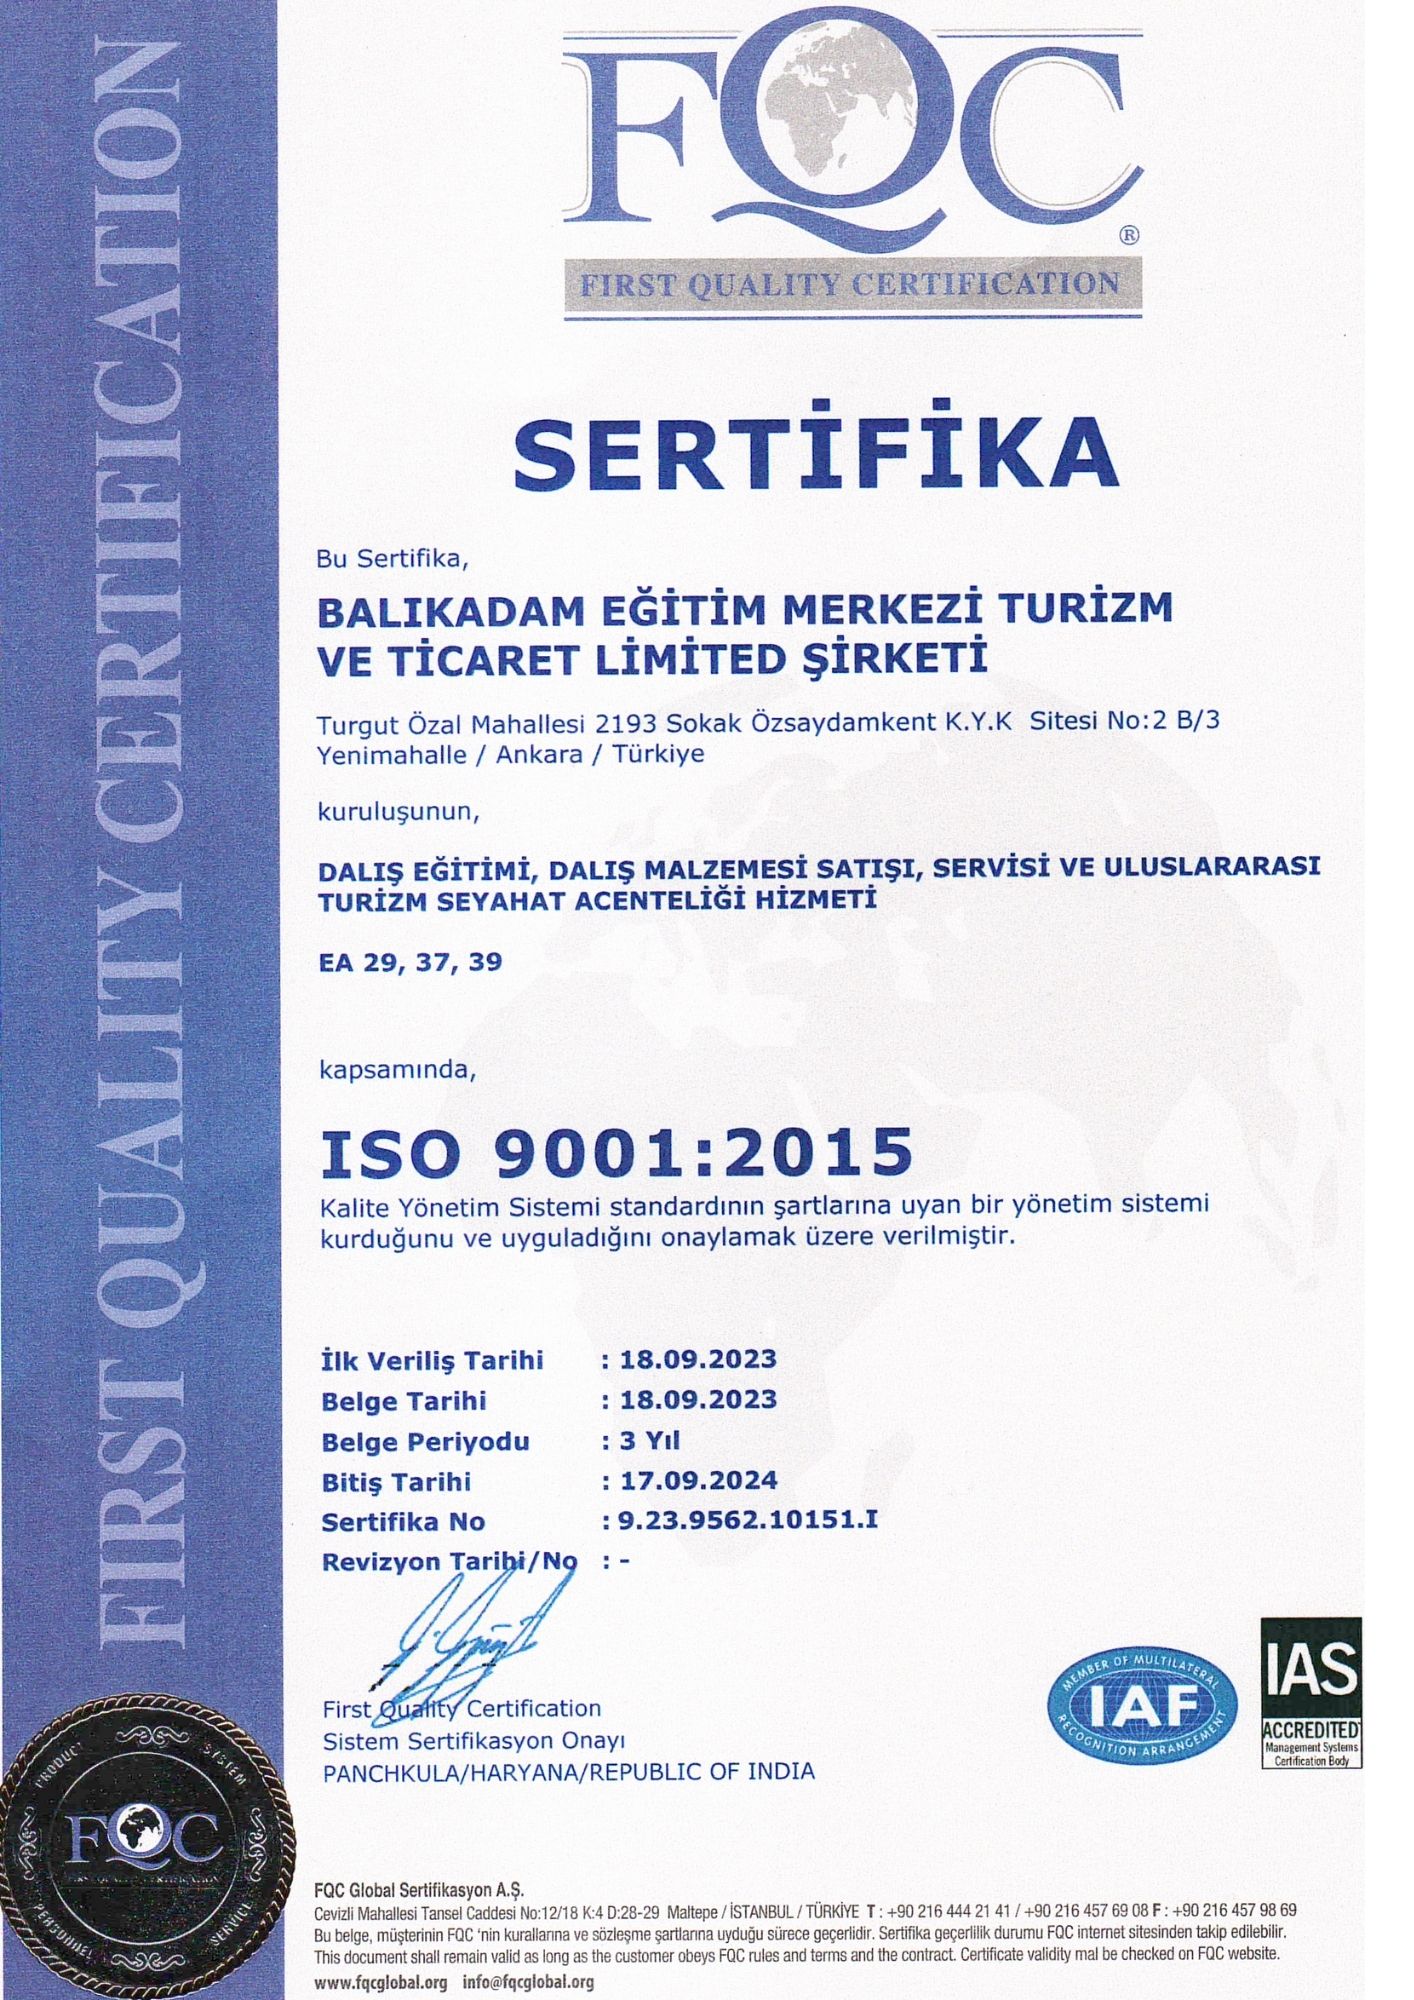 FIRST QUALITY CERTIFICATION
FQC
®
FIRST QUALITY CERTIFICATION
SERTİFİKA
Bu Sertifika,
BALIKADAM EĞİTİM MERKEZİ TURİZM
VE TİCARET LİMİTED ŞİRKETİ
Turgut Özal Mahallesi 2193 Sokak Özsaydamkent K.Y.K Sitesi No:2 B/3
Yenimahalle / Ankara / Türkiye
kuruluşunun,
DALIŞ EĞİTİMİ, DALIŞ MALZEMESİ SATIŞI, SERVİSİ VE ULUSLARARASI
TURİZM SEYAHAT ACENTELİĞİ HİZMETİ
EA 29, 37, 39
kapsamında,
ISO 9001:2015
Kalite Yönetim Sistemi standardının şartlarına uyan bir yönetim sistemi
kurduğunu ve uyguladığını onaylamak üzere verilmiştir.
İlk Veriliş Tarihi : 18.09.2023
Belge Tarihi : 18.09.2023
Belge Periyodu : 3 Yıl
Bitiş Tarihi : 17.09.2024
Sertifika No : 9.23.9562.10151.I
Revizyon Tarihi/No : -
First Quality Certification
Sistem Sertifikasyon Onayı
PANCHKULA/HARYANA/REPUBLIC OF INDIA
MEMBER OF MULTILATERAL
IAF
RECOGNITION ARRANGEMENT
IAS
ACCREDITED
Management Systems
Certification Body
PRODUCT SYSTEM
FQC
FIRST QUALITY CERTIFICATION
PERSONNEL SERVICE
FQC Global Sertifikasyon A.Ş.
Cevizli Mahallesi Tansel Caddesi No:12/18 K:4 D:28-29 Maltepe / İSTANBUL / TÜRKİYE T : +90 216 444 21 41 / +90 216 457 69 08 F : +90 216 457 98 69
Bu belge, müşterinin FQC 'nin kurallarına ve sözleşme şartlarına uyduğu sürece geçerlidir. Sertifika geçerlilik durumu FQC internet sitesinden takip edilebilir.
This document shall remain valid as long as the customer obeys FQC rules and terms and the contract. Certificate validity mal be checked on FQC website.
www.fqcglobal.org info@fqcglobal.org